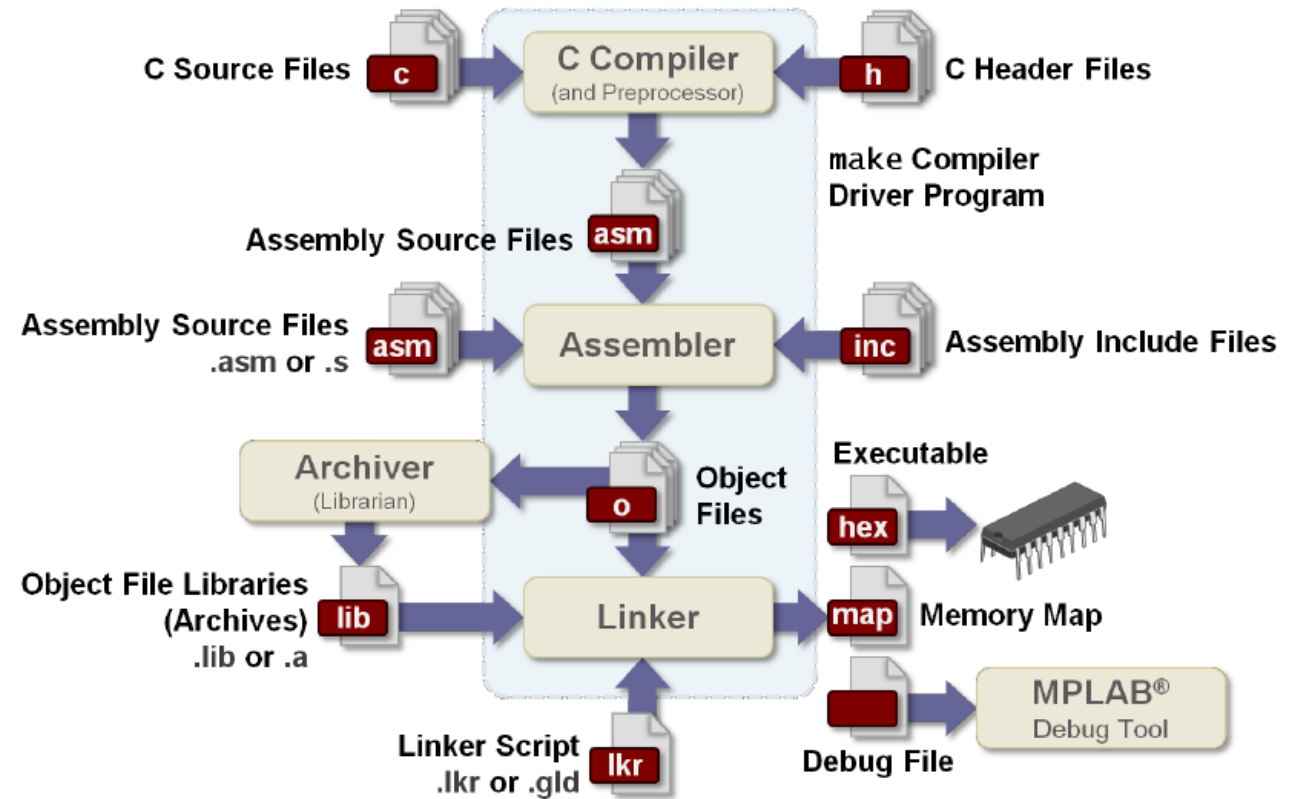 C Source Files
c
C Compiler
(and Preprocessor)
h
C Header Files
make Compiler
Driver Program
Assembly Source Files
asm
Assembly Source Files
.asm or .s
asm
Assembler
inc
Assembly Include Files
Archiver
(Librarian)
o
Object
Files
Executable
hex
Object File Libraries
(Archives)
.lib or .a
lib
Linker
map
Memory Map
Linker Script
.lkr or .gld
lkr
Debug File
MPLAB®
Debug Tool